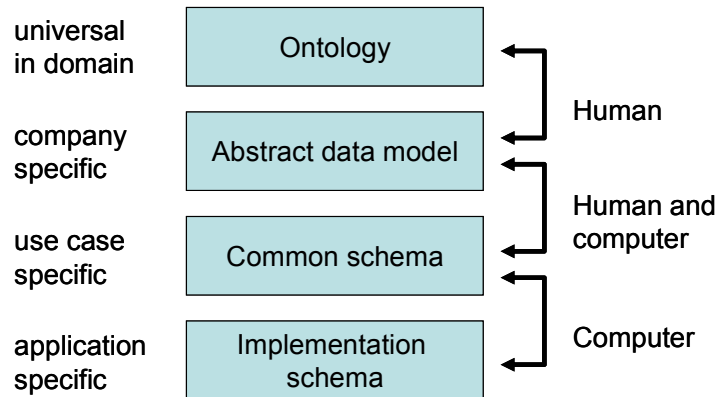 universal
in domain
Ontology
Human
company
specific
Abstract data model
Human and
computer
use case
specific
Common schema
Computer
application
specific
Implementation
schema